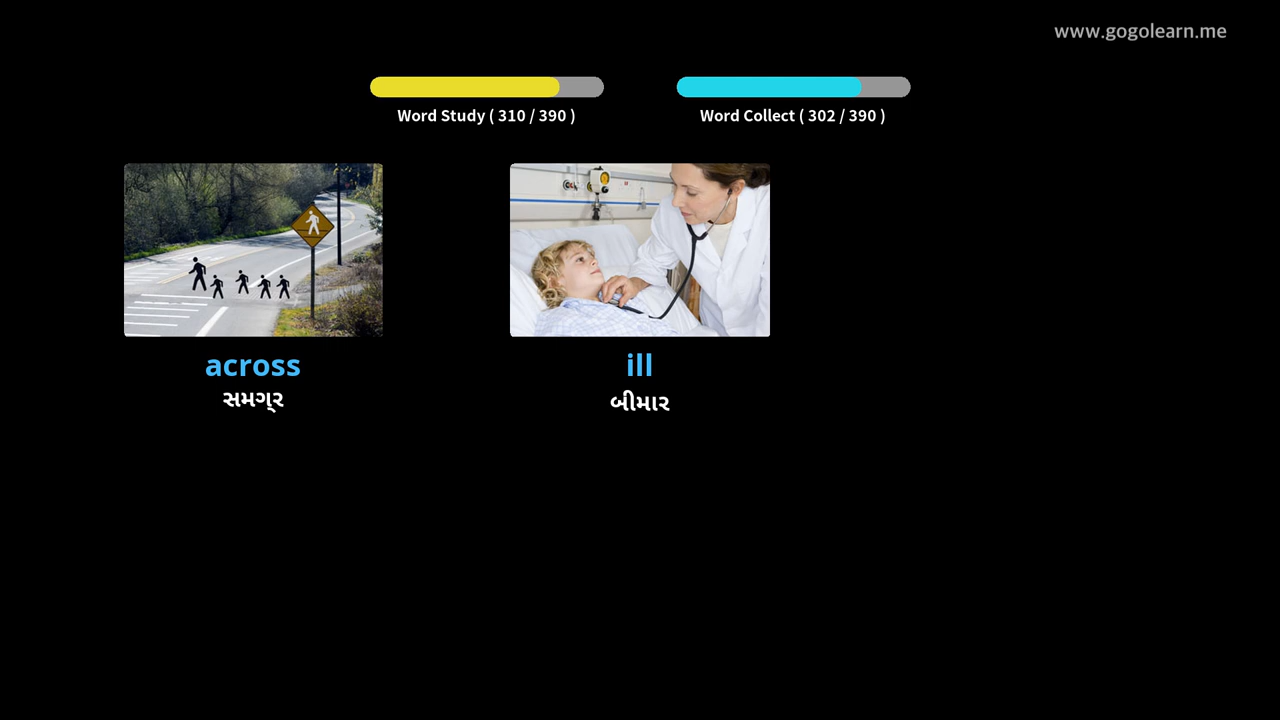 www.gogolearn.me
Word Study ( 310 / 390 )
Word Collect ( 302 / 390 )
across
સમગ્ર
ill
બીમાર